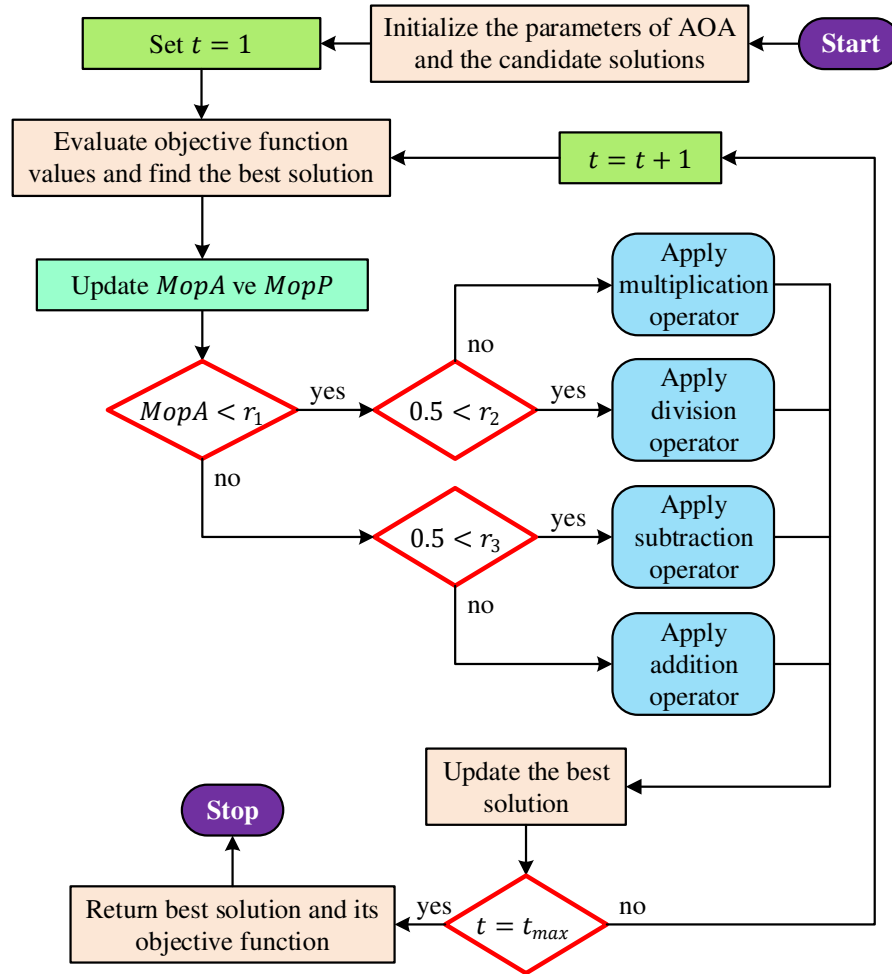 Start
Initialize the parameters of AOA
and the candidate solutions
Set t = 1
Evaluate objective function
values and find the best solution
t = t + 1
Update MopA ve MopP
MopA < r₁
yes
no
0.5 < r₂
no
yes
Apply
multiplication
operator
Apply
division
operator
0.5 < r₃
yes
no
Apply
subtraction
operator
Apply
addition
operator
Update the best
solution
t = tₘₐₓ
yes
no
Return best solution and its
objective function
Stop